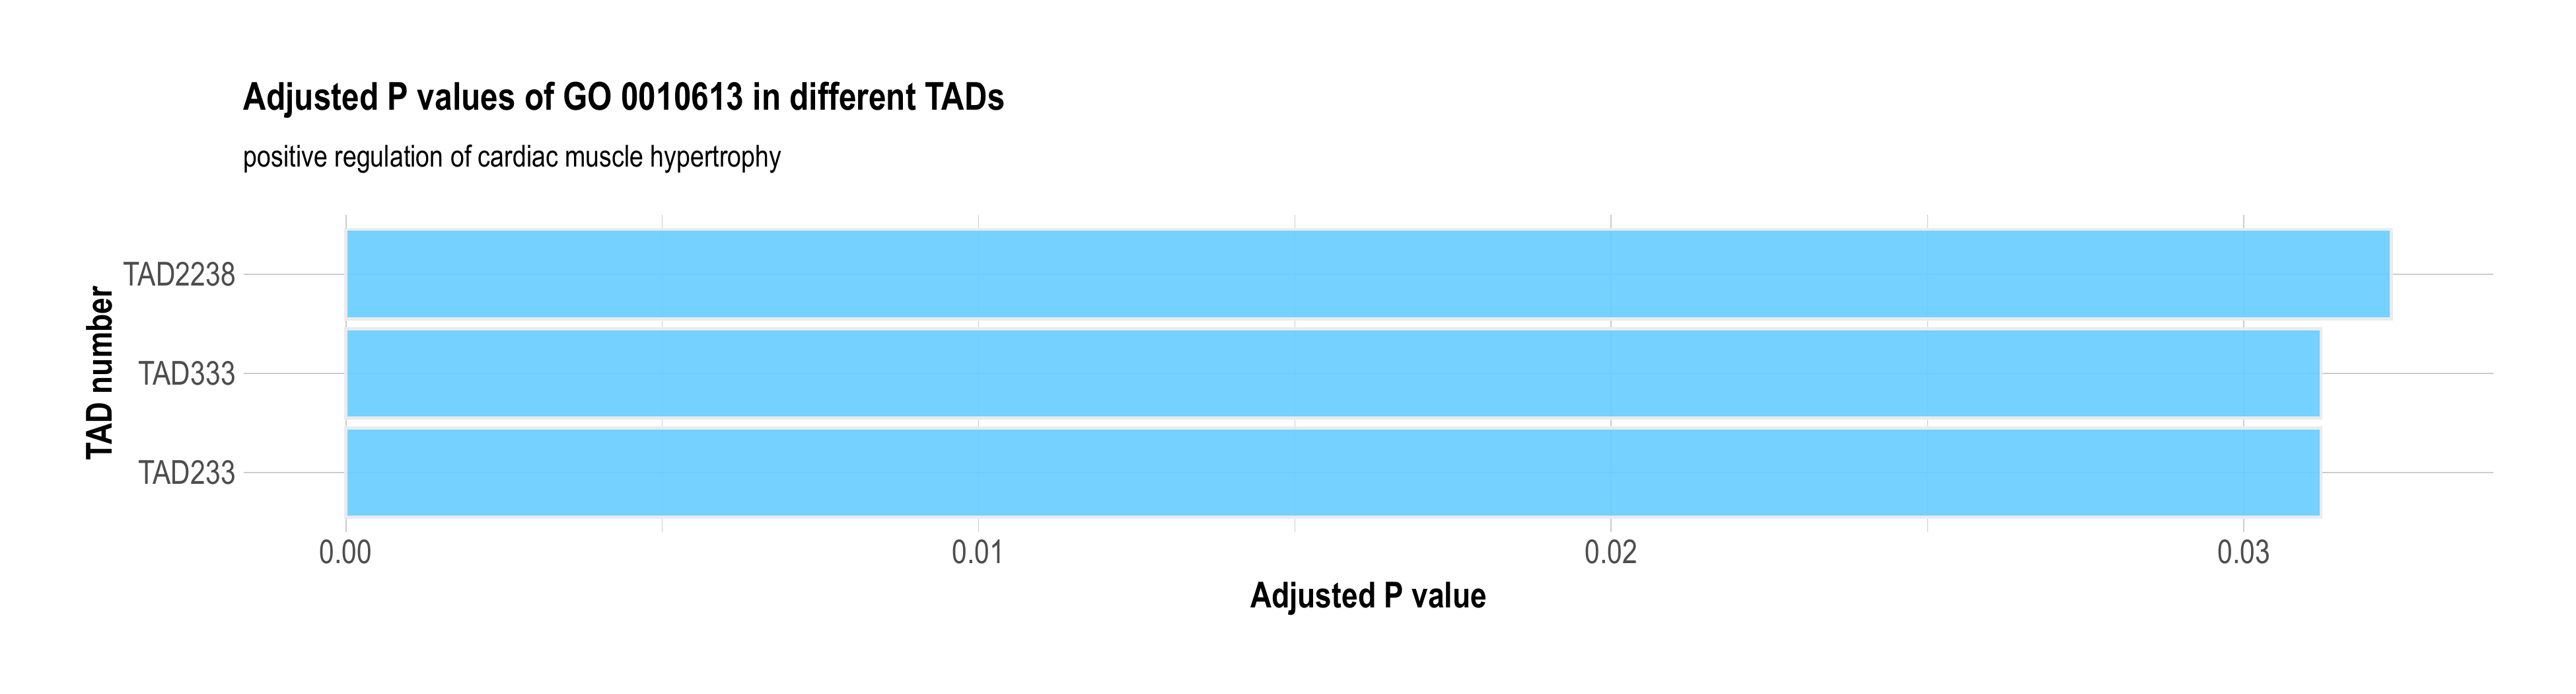 Adjusted P values of GO 0010613 in different TADs
positive regulation of cardiac muscle hypertrophy
TAD number
TAD2238
TAD333
TAD233
0.00 0.01 0.02 0.03
Adjusted P value